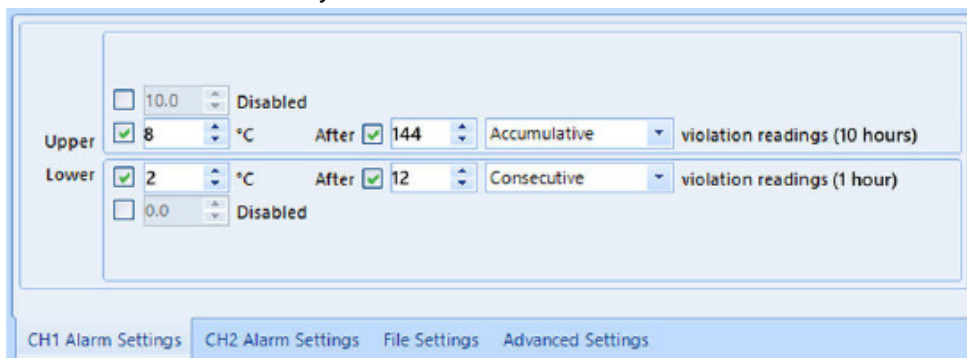 10.0 Disabled
Upper 8 °C After 144 Accumulative violation readings (10 hours)
Lower 2 °C After 12 Consecutive violation readings (1 hour)
0.0 Disabled
CH1 Alarm Settings CH2 Alarm Settings File Settings Advanced Settings